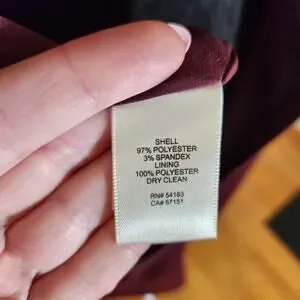 SHELL
97% POLYESTER
3% SPANDEX
LINING
100% POLYESTER
DRY CLEAN
RN# 54163
CA# 57151